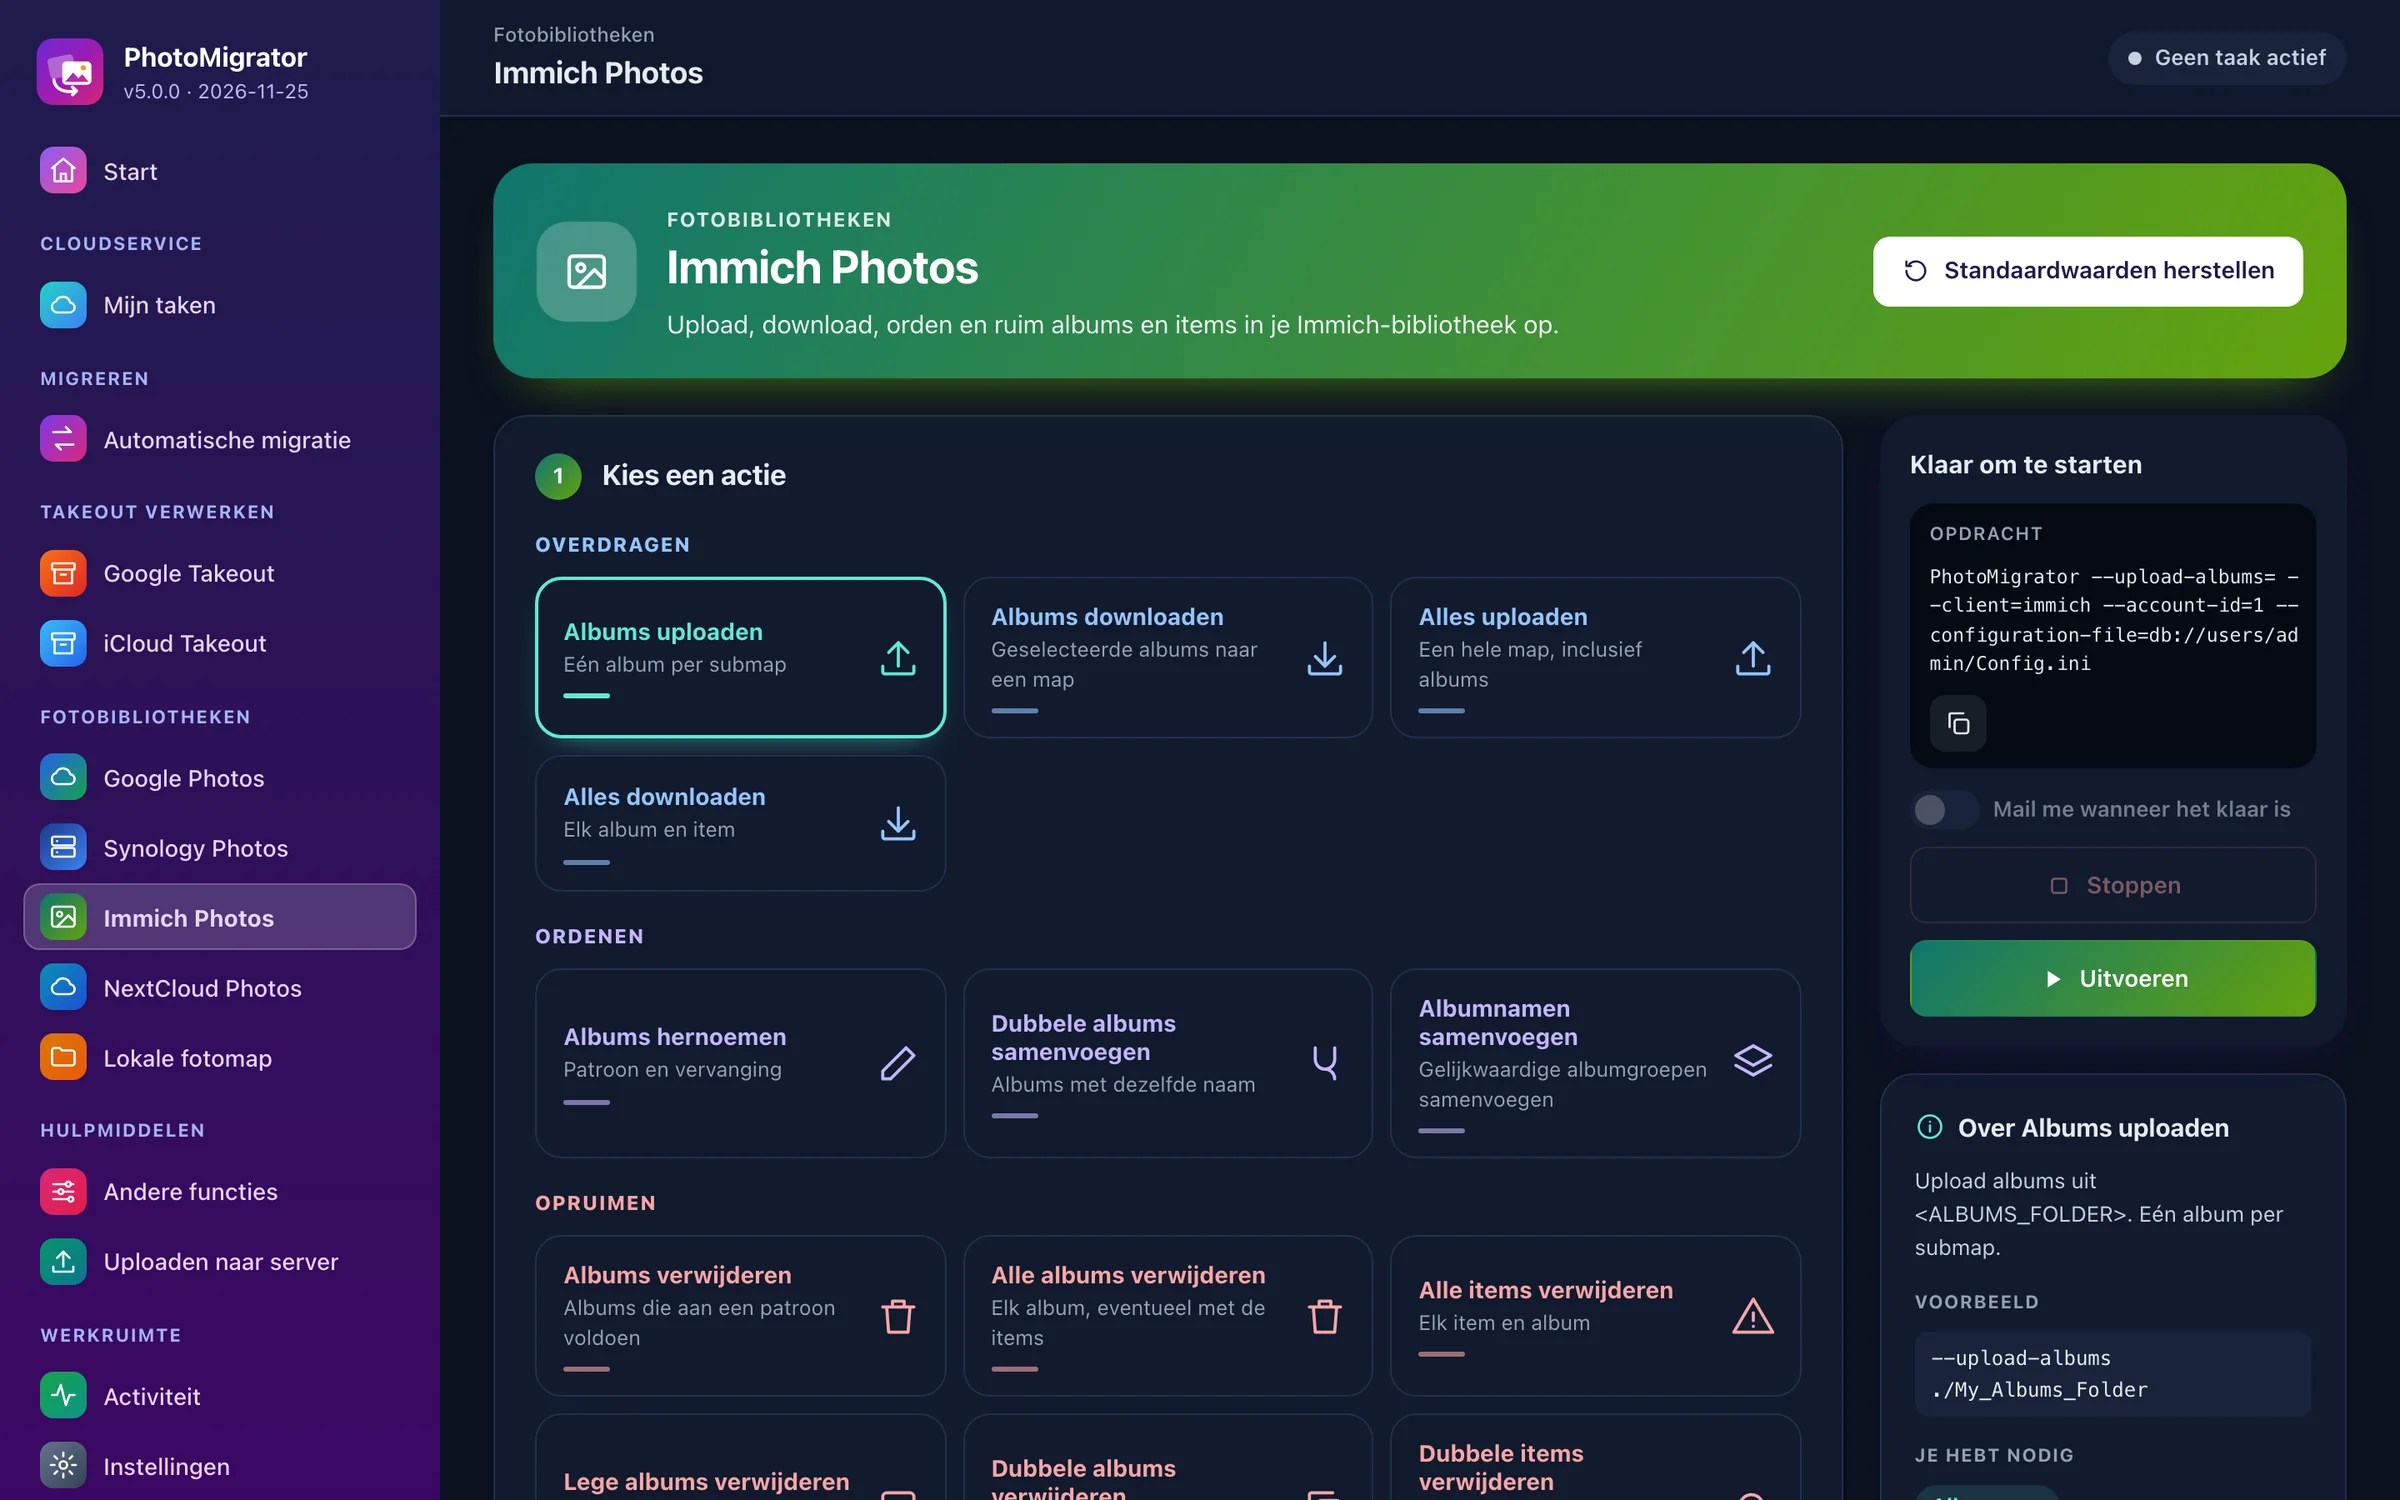 PhotoMigrator
v5.0.0 · 2026-11-25
Start
CLOUDSERVICE
Mijn taken
MIGREREN
Automatische migratie
TAKEOUT VERWERKEN
Google Takeout
iCloud Takeout
FOTOBIBLIOTHEKEN
Google Photos
Synology Photos
Immich Photos
NextCloud Photos
Lokale fotomap
HULPMIDDELEN
Andere functies
Uploaden naar server
WERKRUIMTE
Activiteit
Instellingen
Fotobibliotheken
Immich Photos
Geen taak actief
FOTOBIBLIOTHEKEN
Immich Photos
Upload, download, orden en ruim albums en items in je Immich-bibliotheek op.
Standaardwaarden herstellen
1 Kies een actie
OVERDRAGEN
Albums uploaden
Eén album per submap
Albums downloaden
Geselecteerde albums naar
een map
Alles uploaden
Een hele map, inclusief
albums
Alles downloaden
Elk album en item
ORDENEN
Albums hernoemen
Patroon en vervanging
Dubbele albums
samenvoegen
Albums met dezelfde naam
Albumnamen
samenvoegen
Gelijkwaardige albumgroepen
samenvoegen
OPRUIMEN
Albums verwijderen
Albums die aan een patroon
voldoen
Alle albums verwijderen
Elk album, eventueel met de
items
Alle items verwijderen
Elk item en album
Lege albums verwijderen
Dubbele albums
verwijderen
Dubbele items
verwijderen
Klaar om te starten
OPDRACHT
PhotoMigrator --upload-albums= -
-client=immich --account-id=1 --
configuration-file=db://users/ad
min/Config.ini
Mail me wanneer het klaar is
Stoppen
Uitvoeren
Over Albums uploaden
Upload albums uit
<ALBUMS_FOLDER>. Eén album per
submap.
VOORBEELD
--upload-albums
./My_Albums_Folder
JE HEBT NODIG